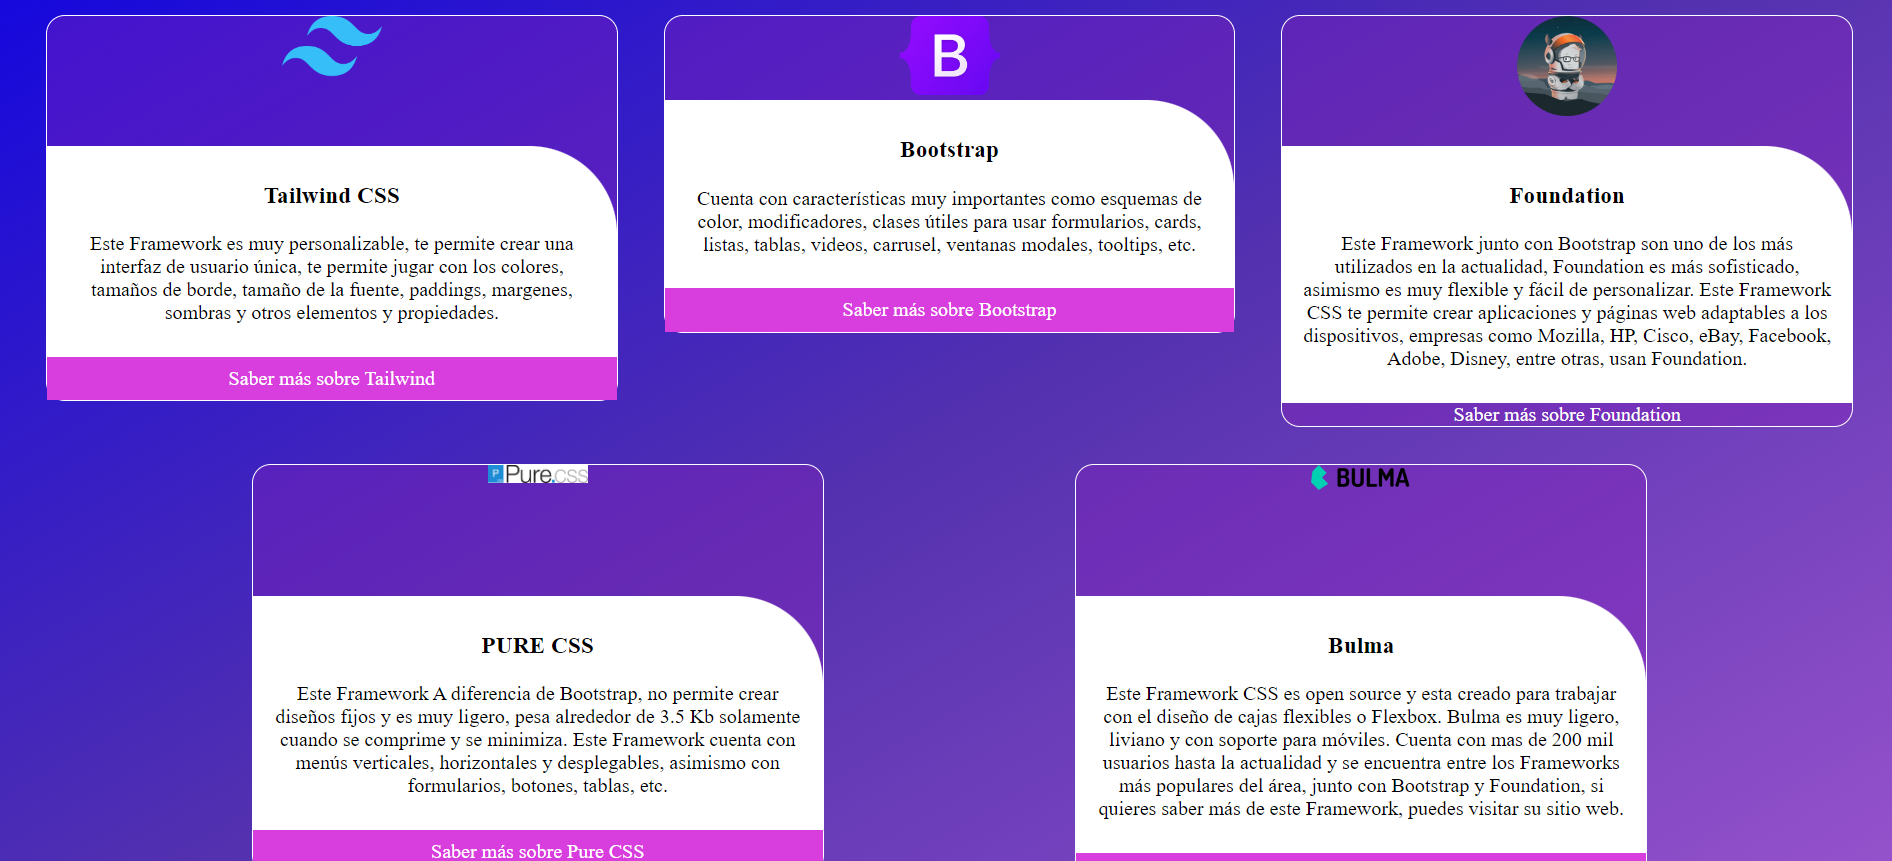 B
Tailwind CSS
Este Framework es muy personalizable, te permite crear una
interfaz de usuario única, te permite jugar con los colores,
tamaños de borde, tamaño de la fuente, paddings, margenes,
sombras y otros elementos y propiedades.
Saber más sobre Tailwind
Bootstrap
Cuenta con características muy importantes como esquemas de
color, modificadores, clases útiles para usar formularios, cards,
listas, tablas, videos, carrusel, ventanas modales, tooltips, etc.
Saber más sobre Bootstrap
Foundation
Este Framework junto con Bootstrap son uno de los más
utilizados en la actualidad, Foundation es más sofisticado,
asimismo es muy flexible y fácil de personalizar. Este Framework
CSS te permite crear aplicaciones y páginas web adaptables a los
dispositivos, empresas como Mozilla, HP, Cisco, eBay, Facebook,
Adobe, Disney, entre otras, usan Foundation.
Saber más sobre Foundation
P Pure.css
PURE CSS
Este Framework A diferencia de Bootstrap, no permite crear
diseños fijos y es muy ligero, pesa alrededor de 3.5 Kb solamente
cuando se comprime y se minimiza. Este Framework cuenta con
menús verticales, horizontales y desplegables, asimismo con
formularios, botones, tablas, etc.
Saber más sobre Pure CSS
BULMA
Bulma
Este Framework CSS es open source y esta creado para trabajar
con el diseño de cajas flexibles o Flexbox. Bulma es muy ligero,
liviano y con soporte para móviles. Cuenta con mas de 200 mil
usuarios hasta la actualidad y se encuentra entre los Frameworks
más populares del área, junto con Bootstrap y Foundation, si
quieres saber más de este Framework, puedes visitar su sitio web.